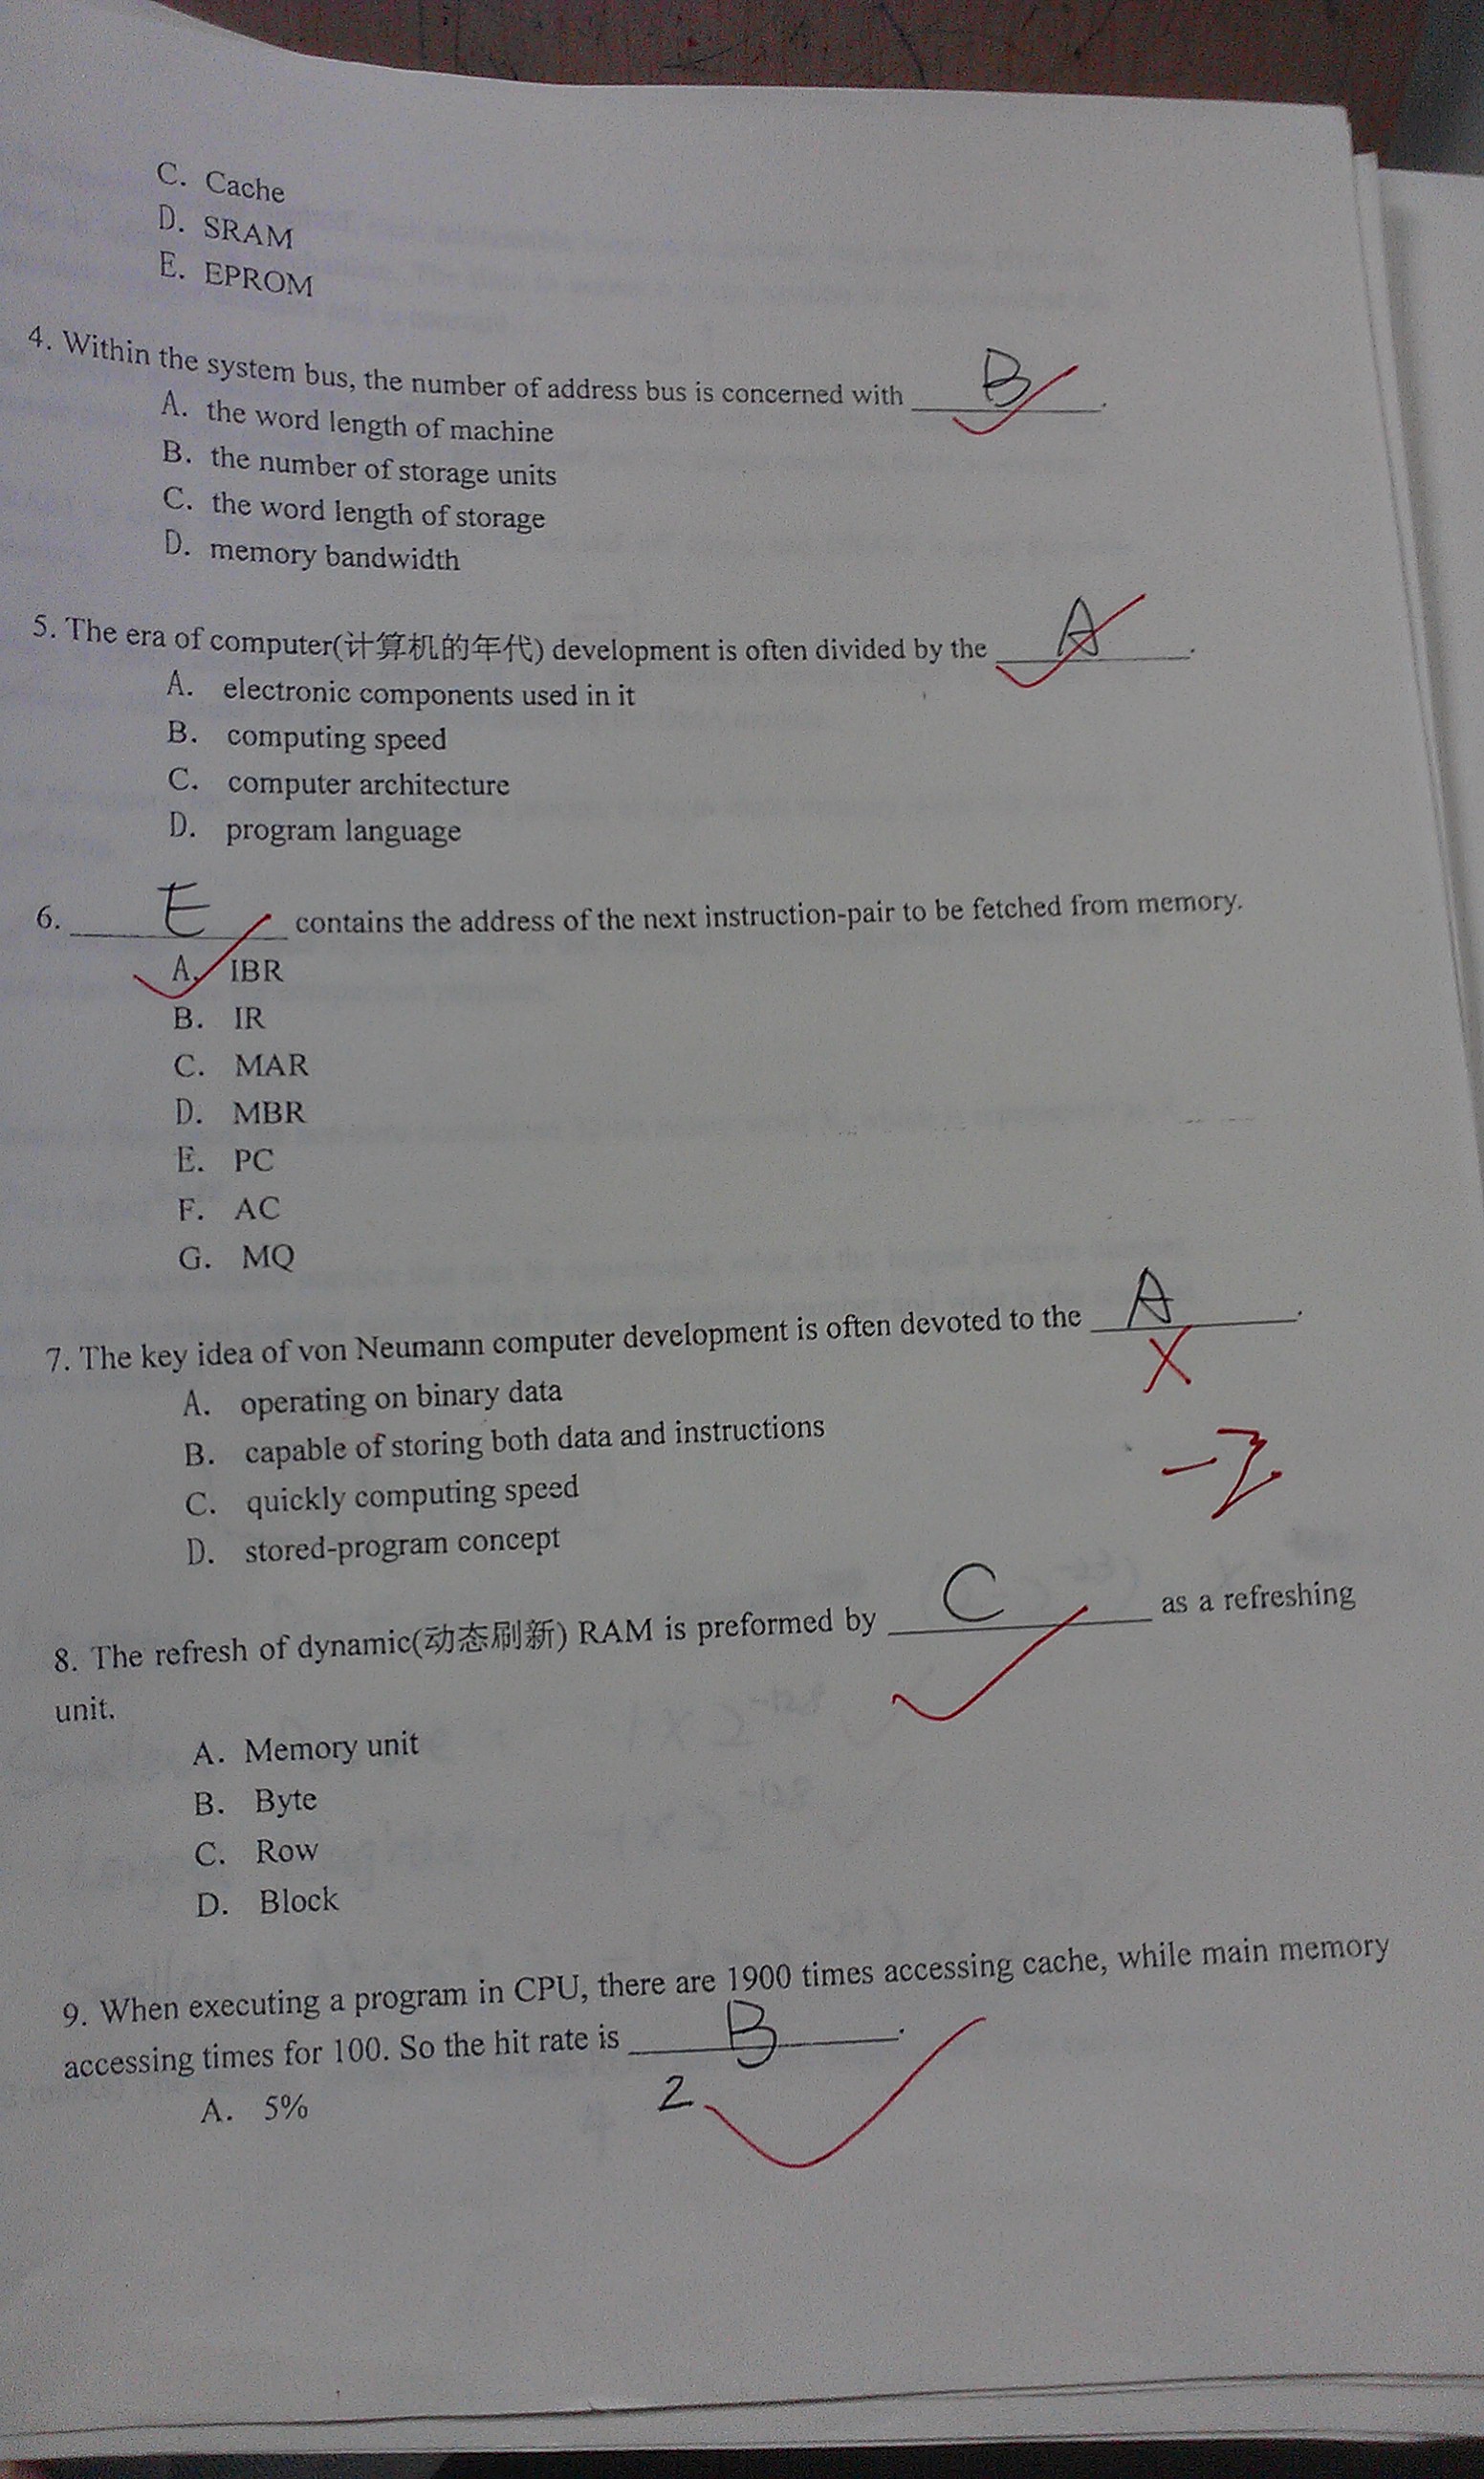 C. Cache
D. SRAM
E. EPROM
4. Within the system bus, the number of address bus is concerned with B.
A. the word length of machine
B. the number of storage units
C. the word length of storage
D. memory bandwidth
5. The era of computer(计算机的年代) development is often divided by the A.
A. electronic components used in it
B. computing speed
C. computer architecture
D. program language
6. E contains the address of the next instruction-pair to be fetched from memory.
A. IBR
B. IR
C. MAR
D. MBR
E. PC
F. AC
G. MQ
7. The key idea of von Neumann computer development is often devoted to the A.
A. operating on binary data
-2
B. capable of storing both data and instructions
C. quickly computing speed
D. stored-program concept
8. The refresh of dynamic(动态刷新) RAM is preformed by C as a refreshing
unit.
A. Memory unit
B. Byte
C. Row
D. Block
9. When executing a program in CPU, there are 1900 times accessing cache, while main memory
accessing times for 100. So the hit rate is B.
2
A. 5%